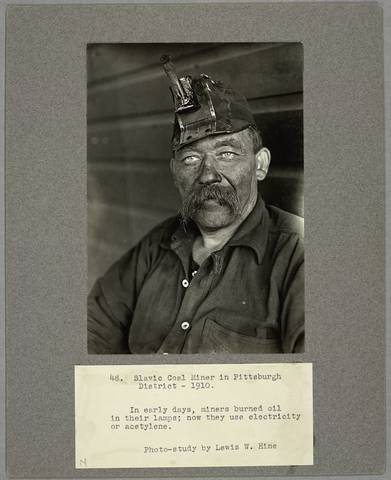 48. Slavic Coal Miner in Pittsburgh
District - 1910.
In early days, miners burned oil
in their lamps; now they use electricity
or acetylene.
Photo-study by Lewis W. Hine
N